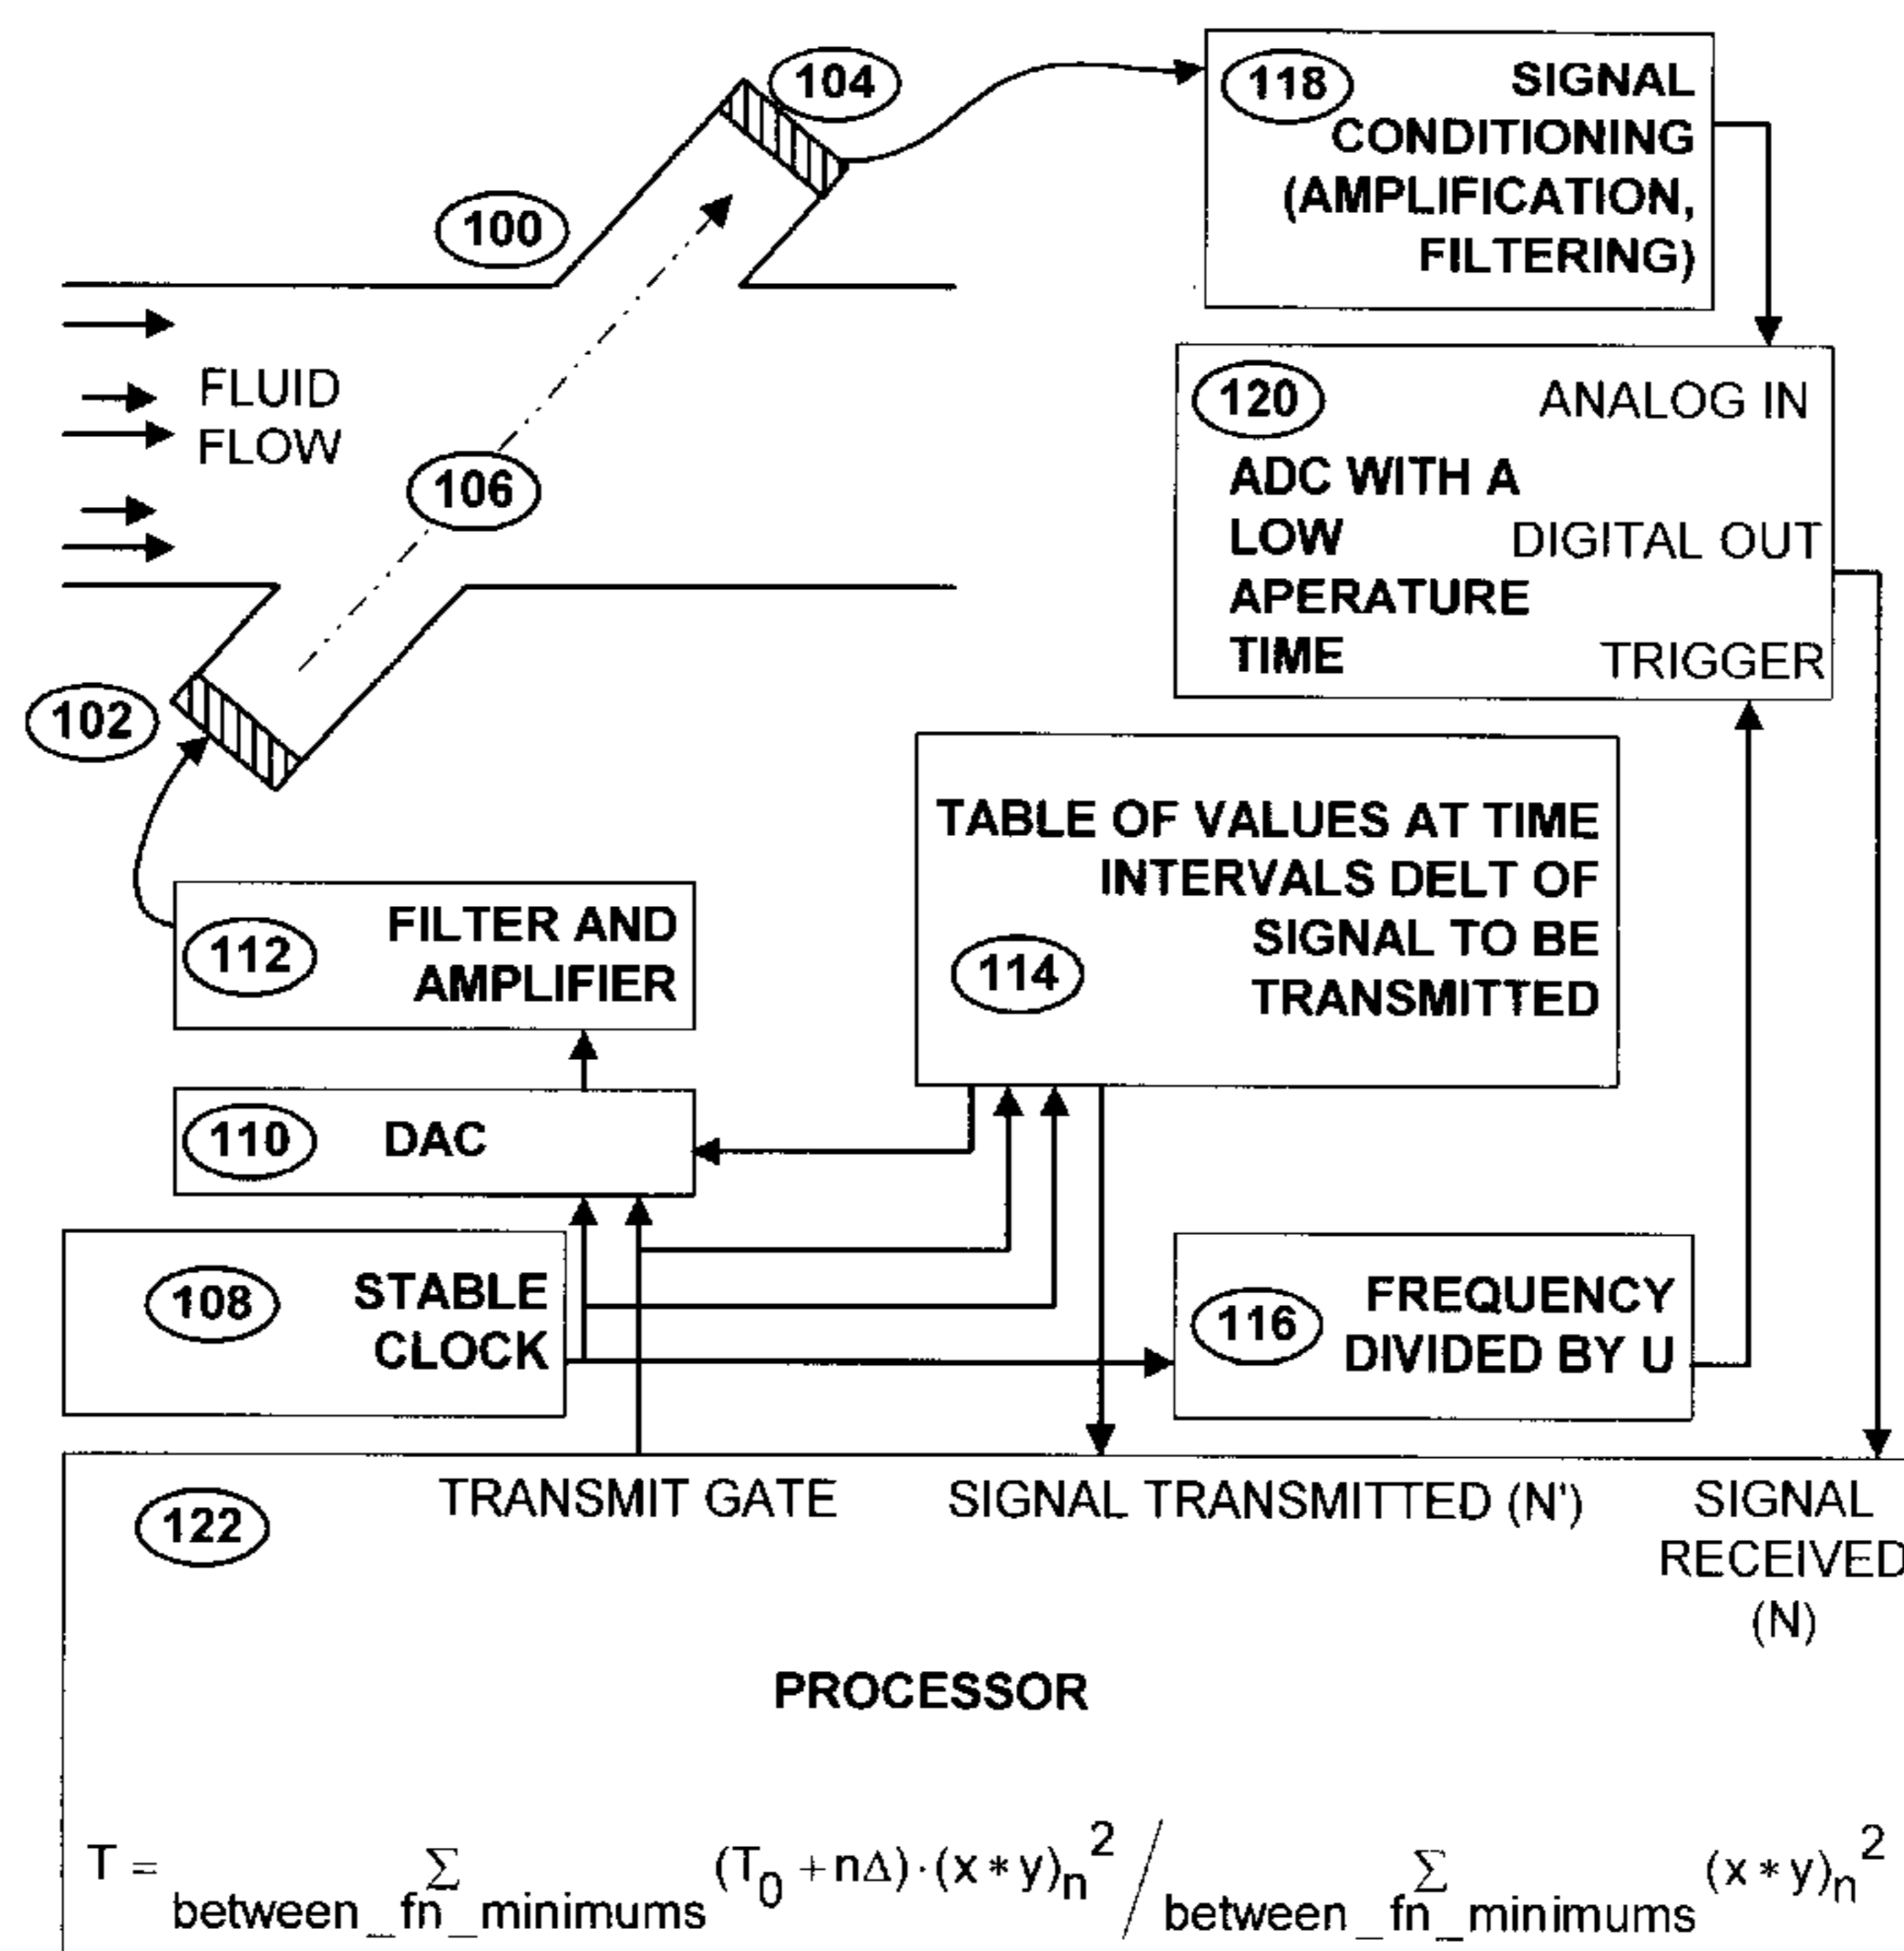 104
118 SIGNAL
CONDITIONING
(AMPLIFICATION,
FILTERING)
100
FLUID
FLOW
106
102
120 ANALOG IN
ADC WITH A
LOW DIGITAL OUT
APERATURE
TIME TRIGGER
TABLE OF VALUES AT TIME
INTERVALS DELT OF
SIGNAL TO BE
114 TRANSMITTED
112 FILTER AND
AMPLIFIER
110 DAC
108 STABLE
CLOCK
116 FREQUENCY
DIVIDED BY U
122 TRANSMIT GATE SIGNAL TRANSMITTED (N') SIGNAL
RECEIVED
(N)
PROCESSOR
T = Σ between_fn_minimums (T₀ + nΔ)·(x * y)ₙ² / Σ between_fn_minimums (x * y)ₙ²